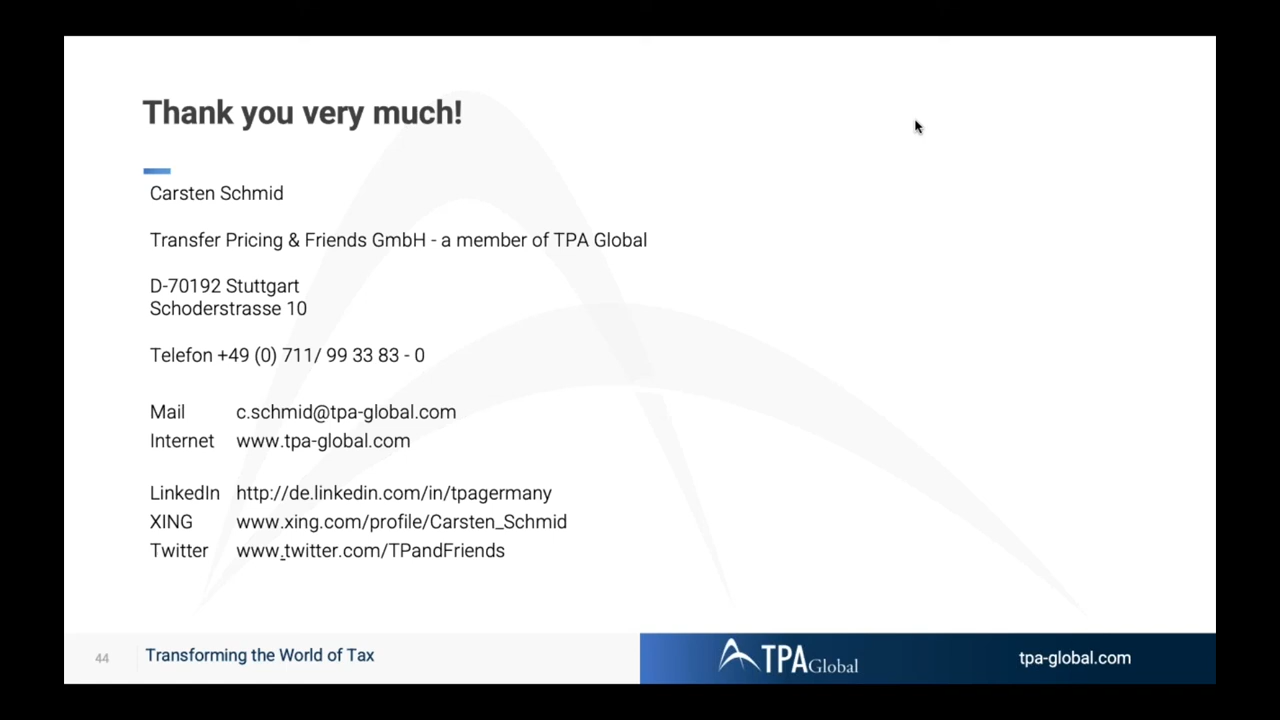 Thank you very much!
Carsten Schmid
Transfer Pricing & Friends GmbH - a member of TPA Global
D-70192 Stuttgart
Schoderstrasse 10
Telefon +49 (0) 711/ 99 33 83 - 0
Mail c.schmid@tpa-global.com
Internet www.tpa-global.com
LinkedIn http://de.linkedin.com/in/tpagermany
XING www.xing.com/profile/Carsten_Schmid
Twitter www.twitter.com/TPandFriends
44 Transforming the World of Tax TPA Global tpa-global.com